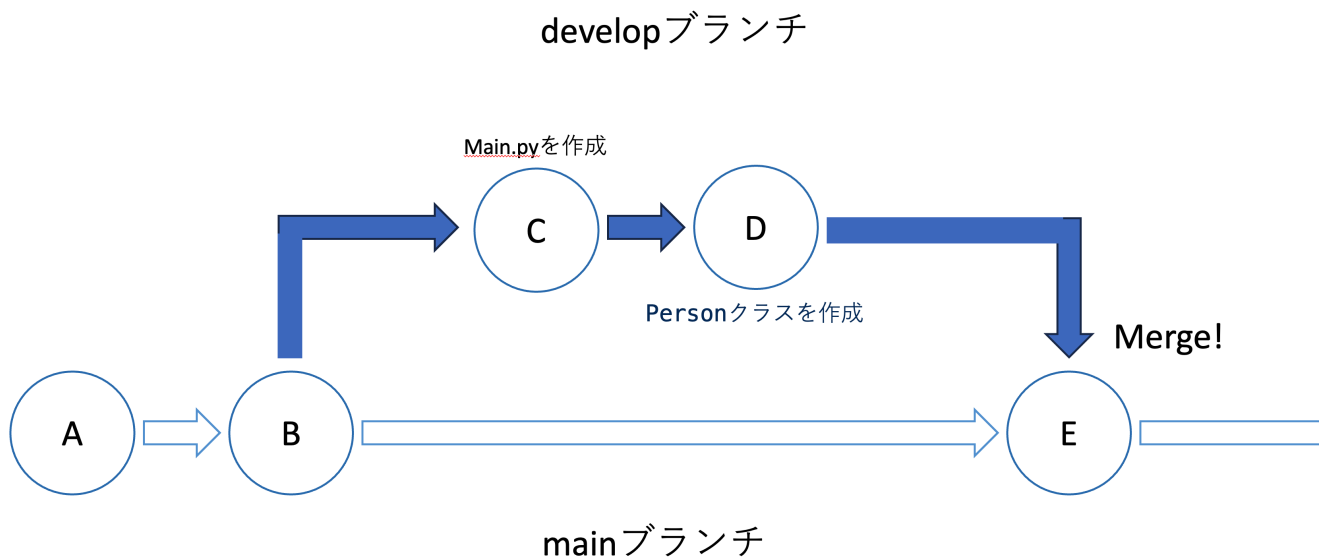 developブランチ
Main.pyを作成
C
D
Personクラスを作成
Merge!
A
B
E
mainブランチ